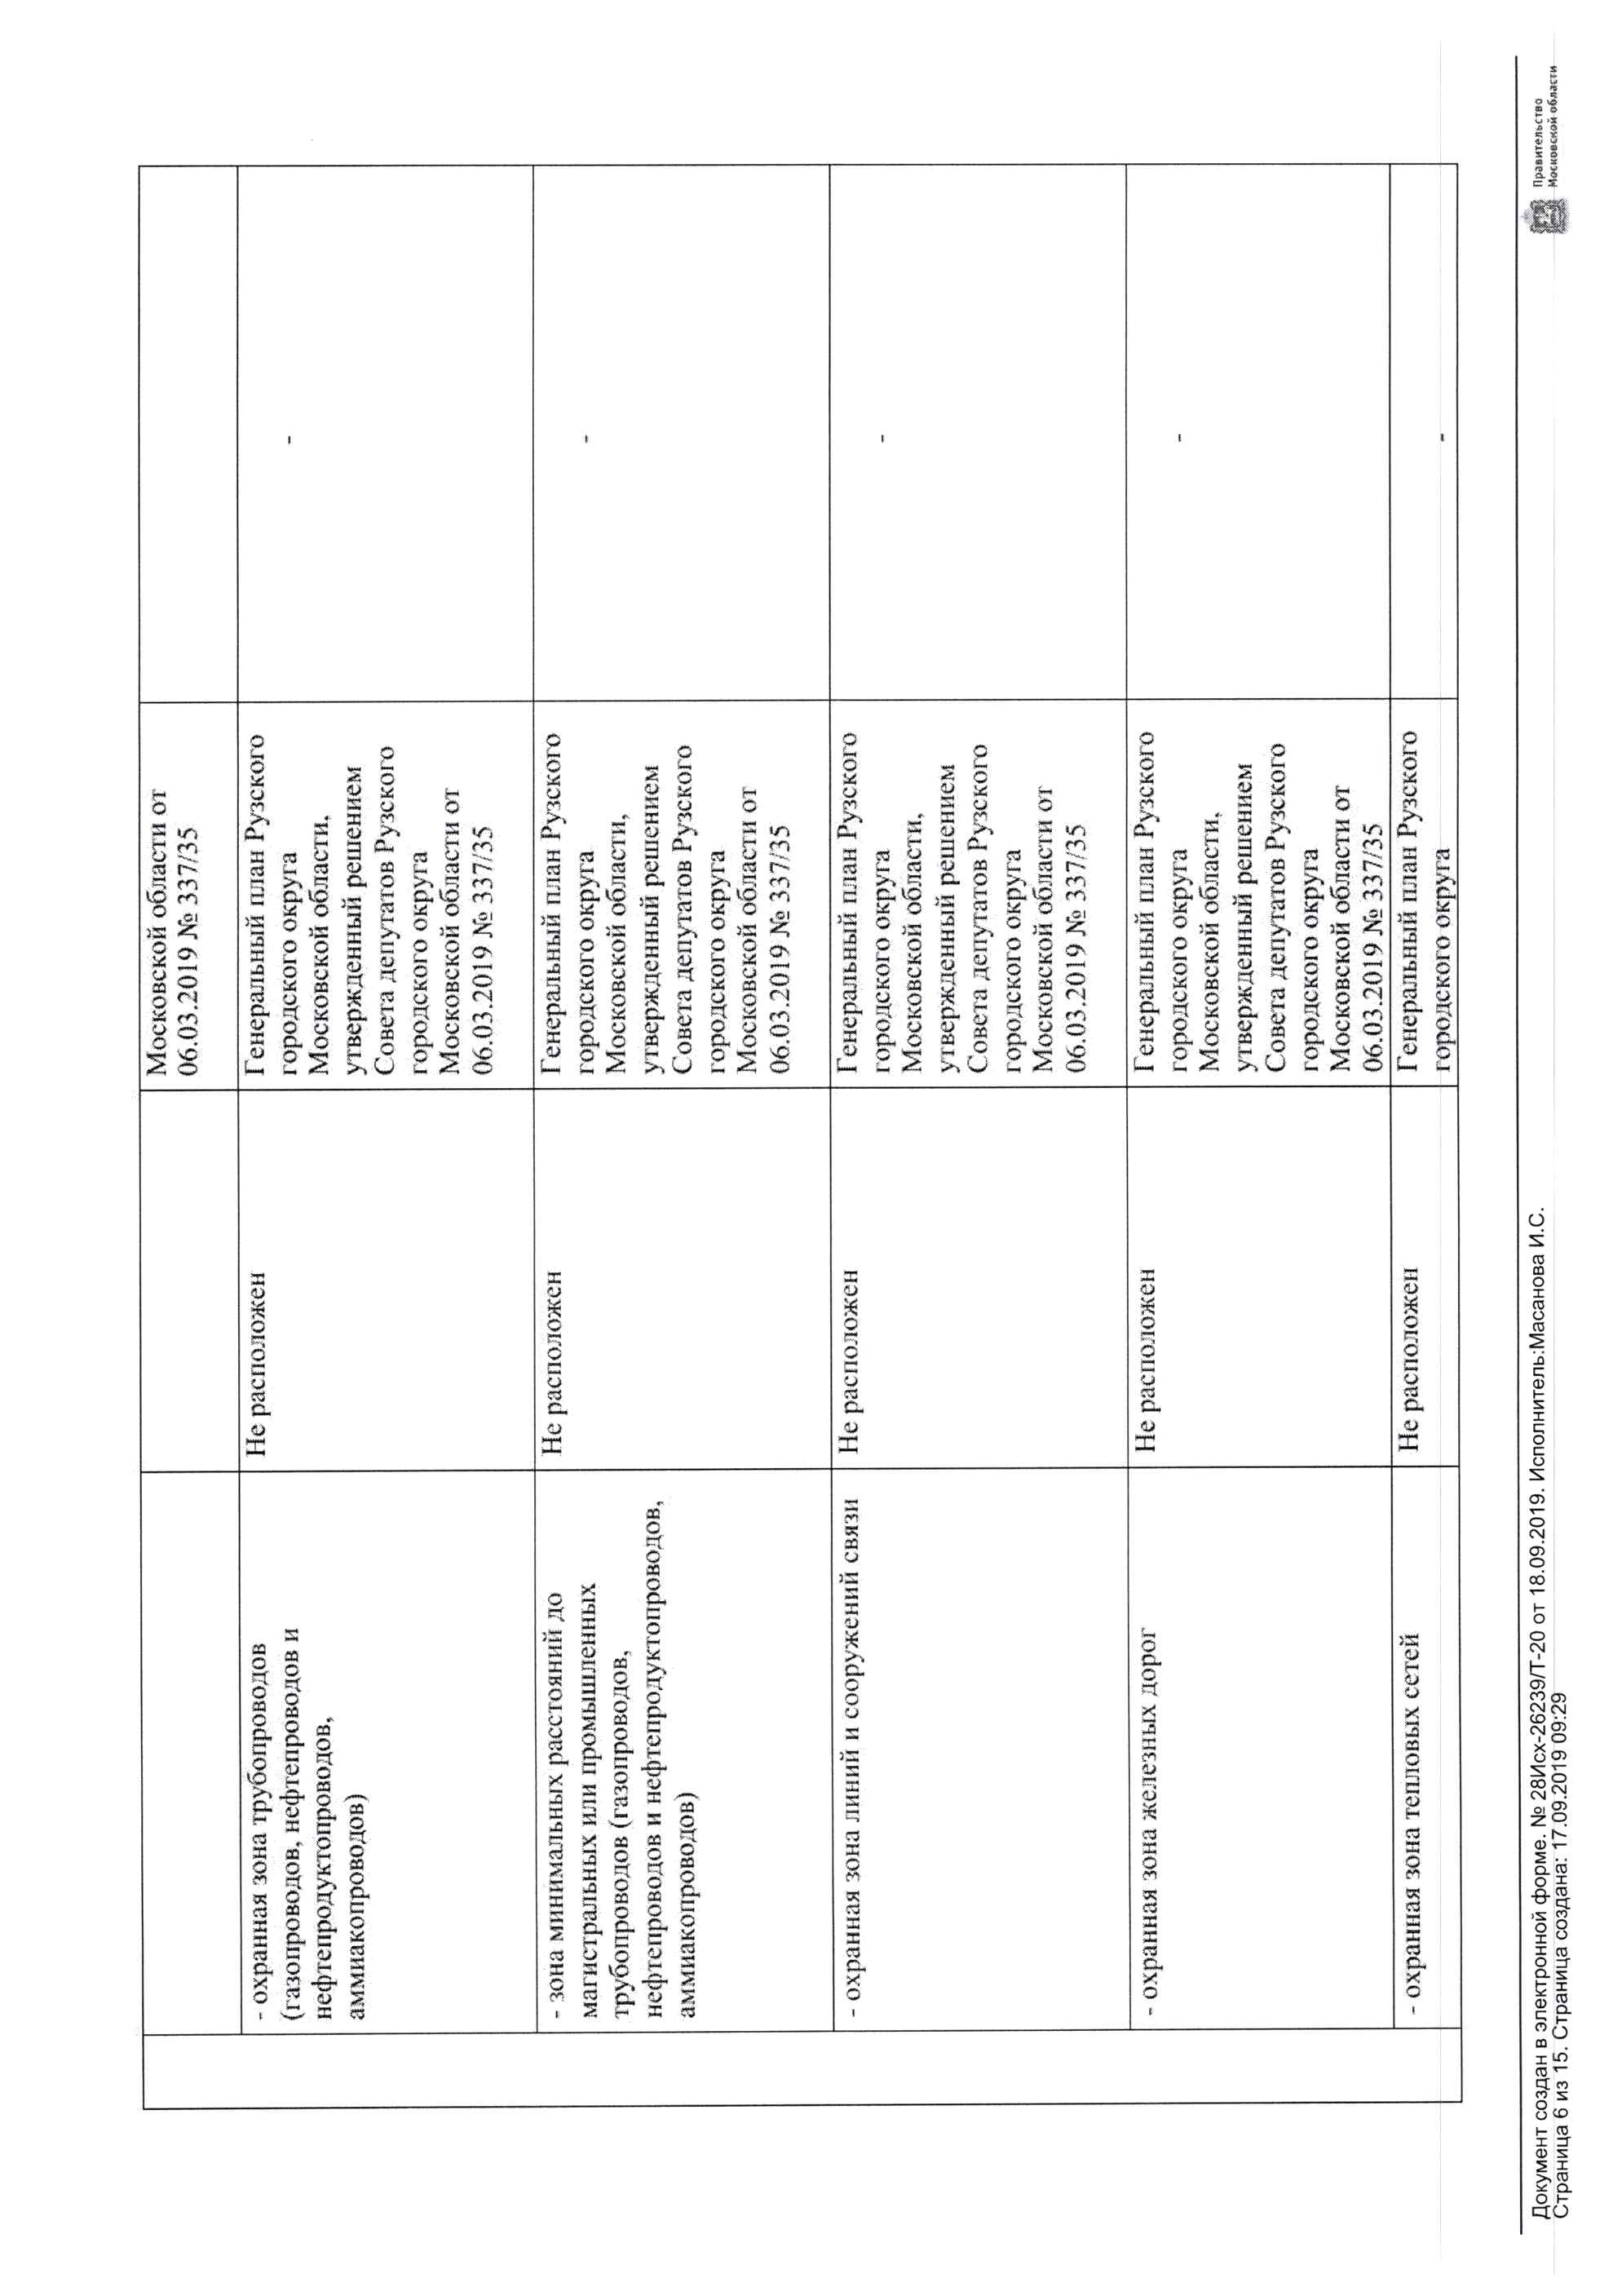 Московской области от
06.03.2019 № 337/35
- охранная зона трубопроводов
(газопроводов, нефтепроводов и
нефтепродуктопроводов,
аммиакопроводов)
Не расположен
Генеральный план Рузского
городского округа
Московской области,
утвержденный решением
Совета депутатов Рузского
городского округа
Московской области от
06.03.2019 № 337/35
-
- зона минимальных расстояний до
магистральных или промышленных
трубопроводов (газопроводов,
нефтепроводов и нефтепродуктопроводов,
аммиакопроводов)
Не расположен
Генеральный план Рузского
городского округа
Московской области,
утвержденный решением
Совета депутатов Рузского
городского округа
Московской области от
06.03.2019 № 337/35
-
- охранная зона линий и сооружений связи
Не расположен
Генеральный план Рузского
городского округа
Московской области,
утвержденный решением
Совета депутатов Рузского
городского округа
Московской области от
06.03.2019 № 337/35
-
- охранная зона железных дорог
Не расположен
Генеральный план Рузского
городского округа
Московской области,
утвержденный решением
Совета депутатов Рузского
городского округа
Московской области от
06.03.2019 № 337/35
-
- охранная зона тепловых сетей
Не расположен
Генеральный план Рузского
городского округа
-
Документ создан в электронной форме. № 28Исх-26239/Т-20 от 18.09.2019. Исполнитель:Масанова И.С.
Страница 6 из 15. Страница создана: 17.09.2019 09:29
Правительство
Московской области